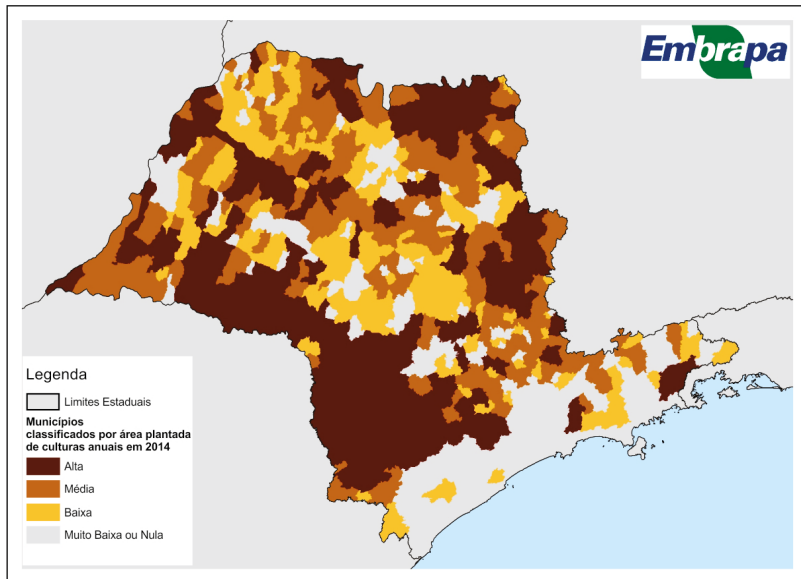 Embrapa
Legenda
Limites Estaduais
Municípios
classificados por área plantada
de culturas anuais em 2014
Alta
Média
Baixa
Muito Baixa ou Nula